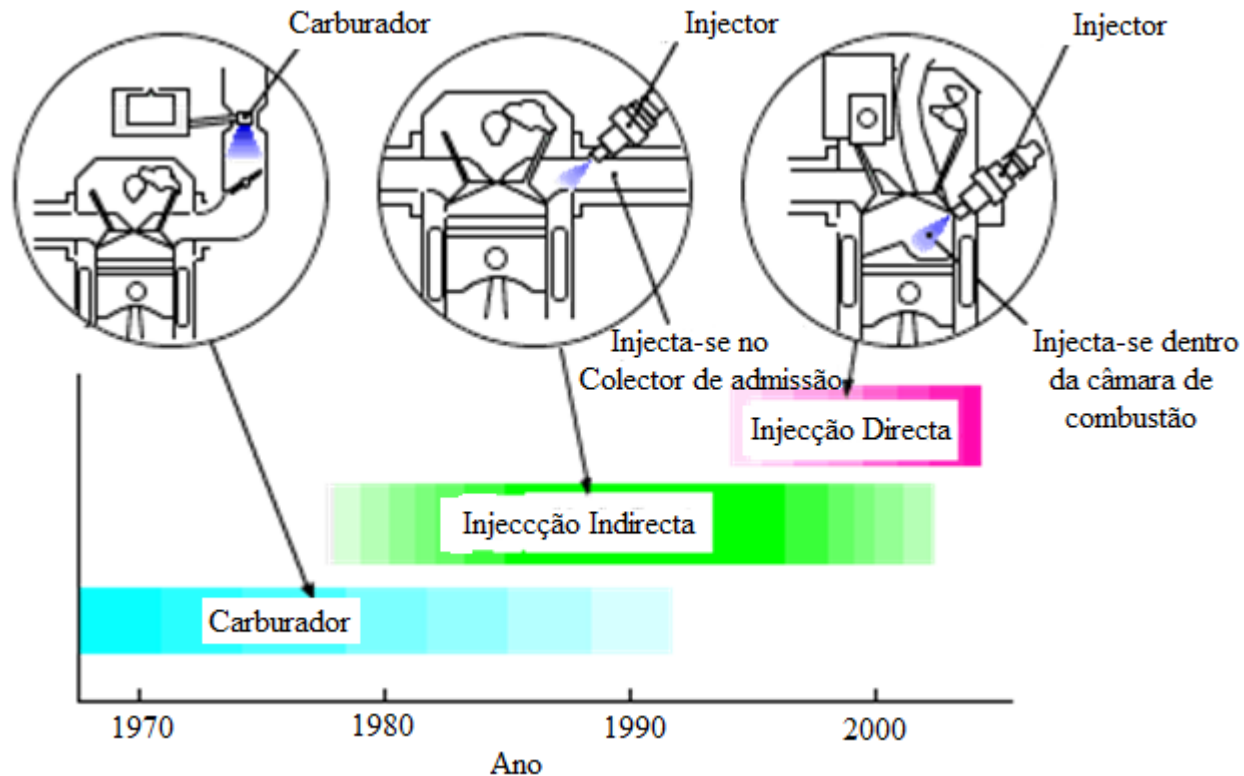 Carburador
Injector
Injector
Injecta-se no
Colector de admissão
Injecta-se dentro
da câmara de
combustão
Injecção Directa
Injeccção Indirecta
Carburador
1970
1980
1990
2000
Ano